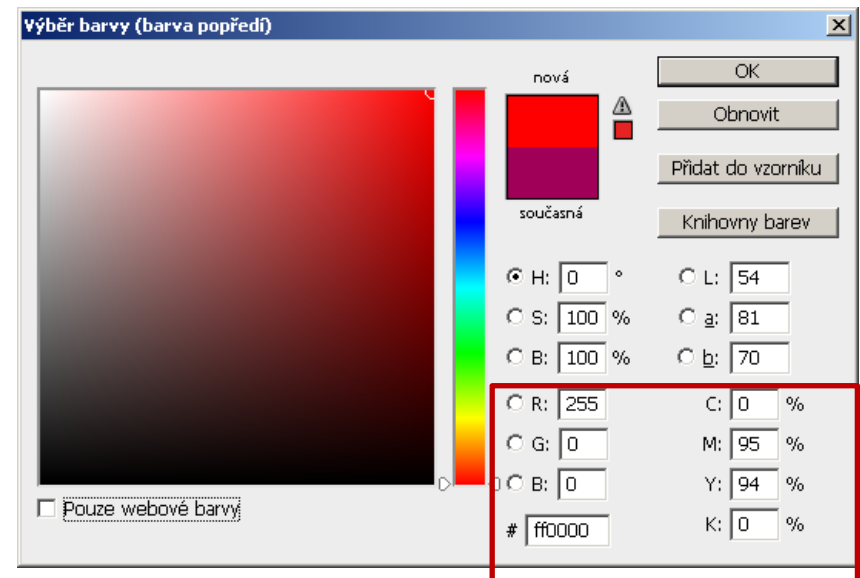 Výběr barvy (barva popředí)
nová
OK
Obnovit
Přidat do vzorníku
současná
Knihovny barev
H: 0 °
L: 54
S: 100 %
a: 81
B: 100 %
b: 70
R: 255
C: 0 %
G: 0
M: 95 %
B: 0
Y: 94 %
Pouze webové barvy
# ff0000
K: 0 %